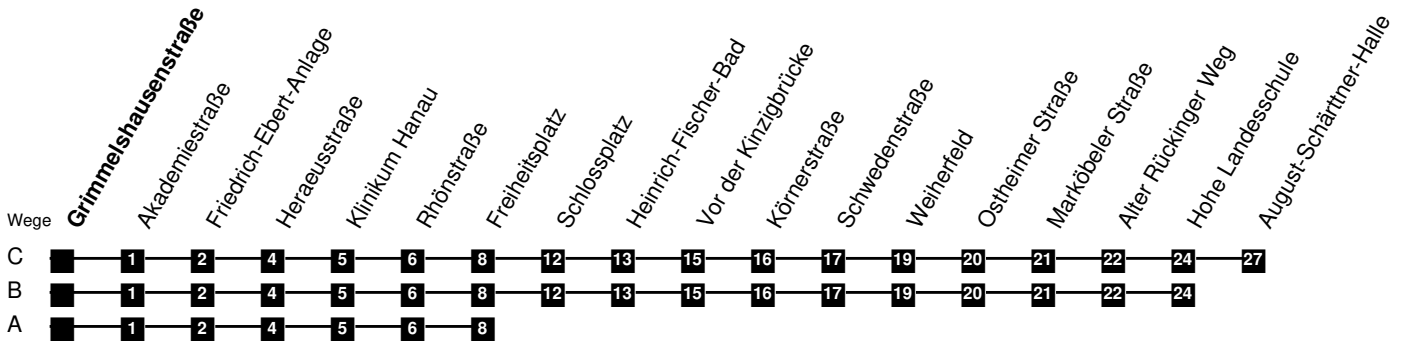 Grimmelshausenstraße
Akademiestraße
Friedrich-Ebert-Anlage
Heraeusstraße
Klinikum Hanau
Rhönstraße
Freiheitsplatz
Schlossplatz
Heinrich-Fischer-Bad
Vor der Kinzigbrücke
Körnerstraße
Schwedenstraße
Weiherfeld
Ostheimer Straße
Marköbeler Straße
Alter Rückinger Weg
Hohe Landesschule
August-Schärttner-Halle
Wege
C 1 2 4 5 6 8 12 13 15 16 17 19 20 21 22 24 27
B 1 2 4 5 6 8 12 13 15 16 17 19 20 21 22 24
A 1 2 4 5 6 8